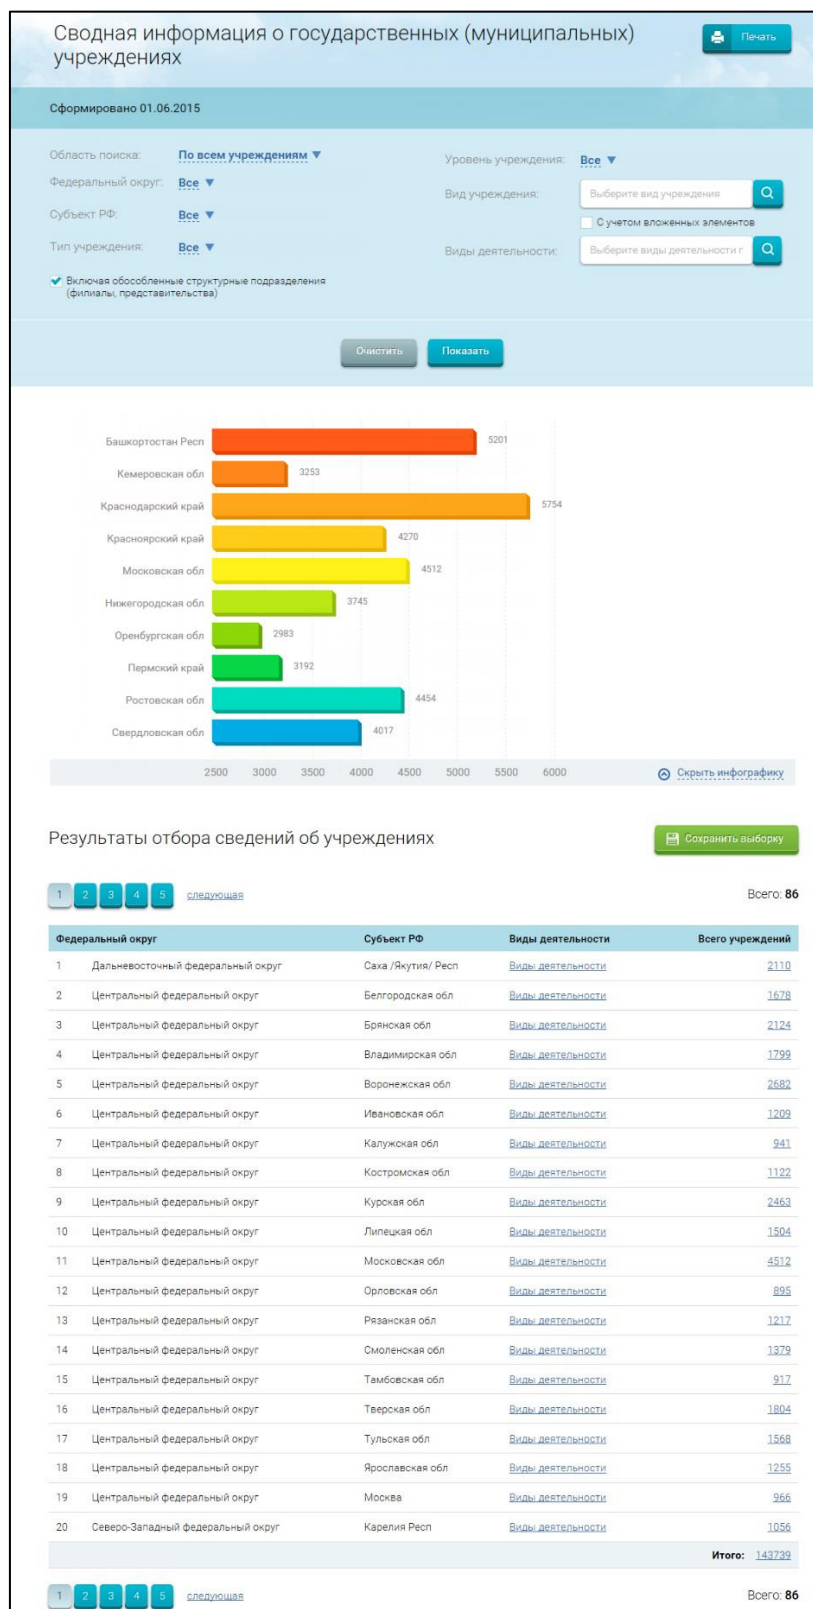 Сводная информация о государственных (муниципальных)
учреждениях
Печать
Сформировано 01.06.2015
Область поиска: По всем учреждениям
Уровень учреждения: Все
Федеральный округ: Все
Вид учреждения: Выберите вид учреждения
Субъект РФ: Все
С учетом вложенных элементов
Тип учреждения: Все
Виды деятельности: Выберите виды деятельности г
Включая обособленные структурные подразделения
(филиалы, представительства)
Очистить Показать
Башкортостан Респ 5201
Кемеровская обл 3253
Краснодарский край 5754
Красноярский край 4270
Московская обл 4512
Нижегородская обл 3745
Оренбургская обл 2983
Пермский край 3192
Ростовская обл 4454
Свердловская обл 4017
2500 3000 3500 4000 4500 5000 5500 6000 Скрыть инфографику
Результаты отбора сведений об учреждениях
Сохранить выборку
1 2 3 4 5 следующая Всего: 86
Федеральный округ Субъект РФ Виды деятельности Всего учреждений
1 Дальневосточный федеральный округ Саха /Якутия/ Респ Виды деятельности 2110
2 Центральный федеральный округ Белгородская обл Виды деятельности 1678
3 Центральный федеральный округ Брянская обл Виды деятельности 2124
4 Центральный федеральный округ Владимирская обл Виды деятельности 1799
5 Центральный федеральный округ Воронежская обл Виды деятельности 2682
6 Центральный федеральный округ Ивановская обл Виды деятельности 1209
7 Центральный федеральный округ Калужская обл Виды деятельности 941
8 Центральный федеральный округ Костромская обл Виды деятельности 1122
9 Центральный федеральный округ Курская обл Виды деятельности 2463
10 Центральный федеральный округ Липецкая обл Виды деятельности 1504
11 Центральный федеральный округ Московская обл Виды деятельности 4512
12 Центральный федеральный округ Орловская обл Виды деятельности 895
13 Центральный федеральный округ Рязанская обл Виды деятельности 1217
14 Центральный федеральный округ Смоленская обл Виды деятельности 1379
15 Центральный федеральный округ Тамбовская обл Виды деятельности 917
16 Центральный федеральный округ Тверская обл Виды деятельности 1804
17 Центральный федеральный округ Тульская обл Виды деятельности 1568
18 Центральный федеральный округ Ярославская обл Виды деятельности 1255
19 Центральный федеральный округ Москва Виды деятельности 966
20 Северо-Западный федеральный округ Карелия Респ Виды деятельности 1056
Итого: 143739
1 2 3 4 5 следующая Всего: 86